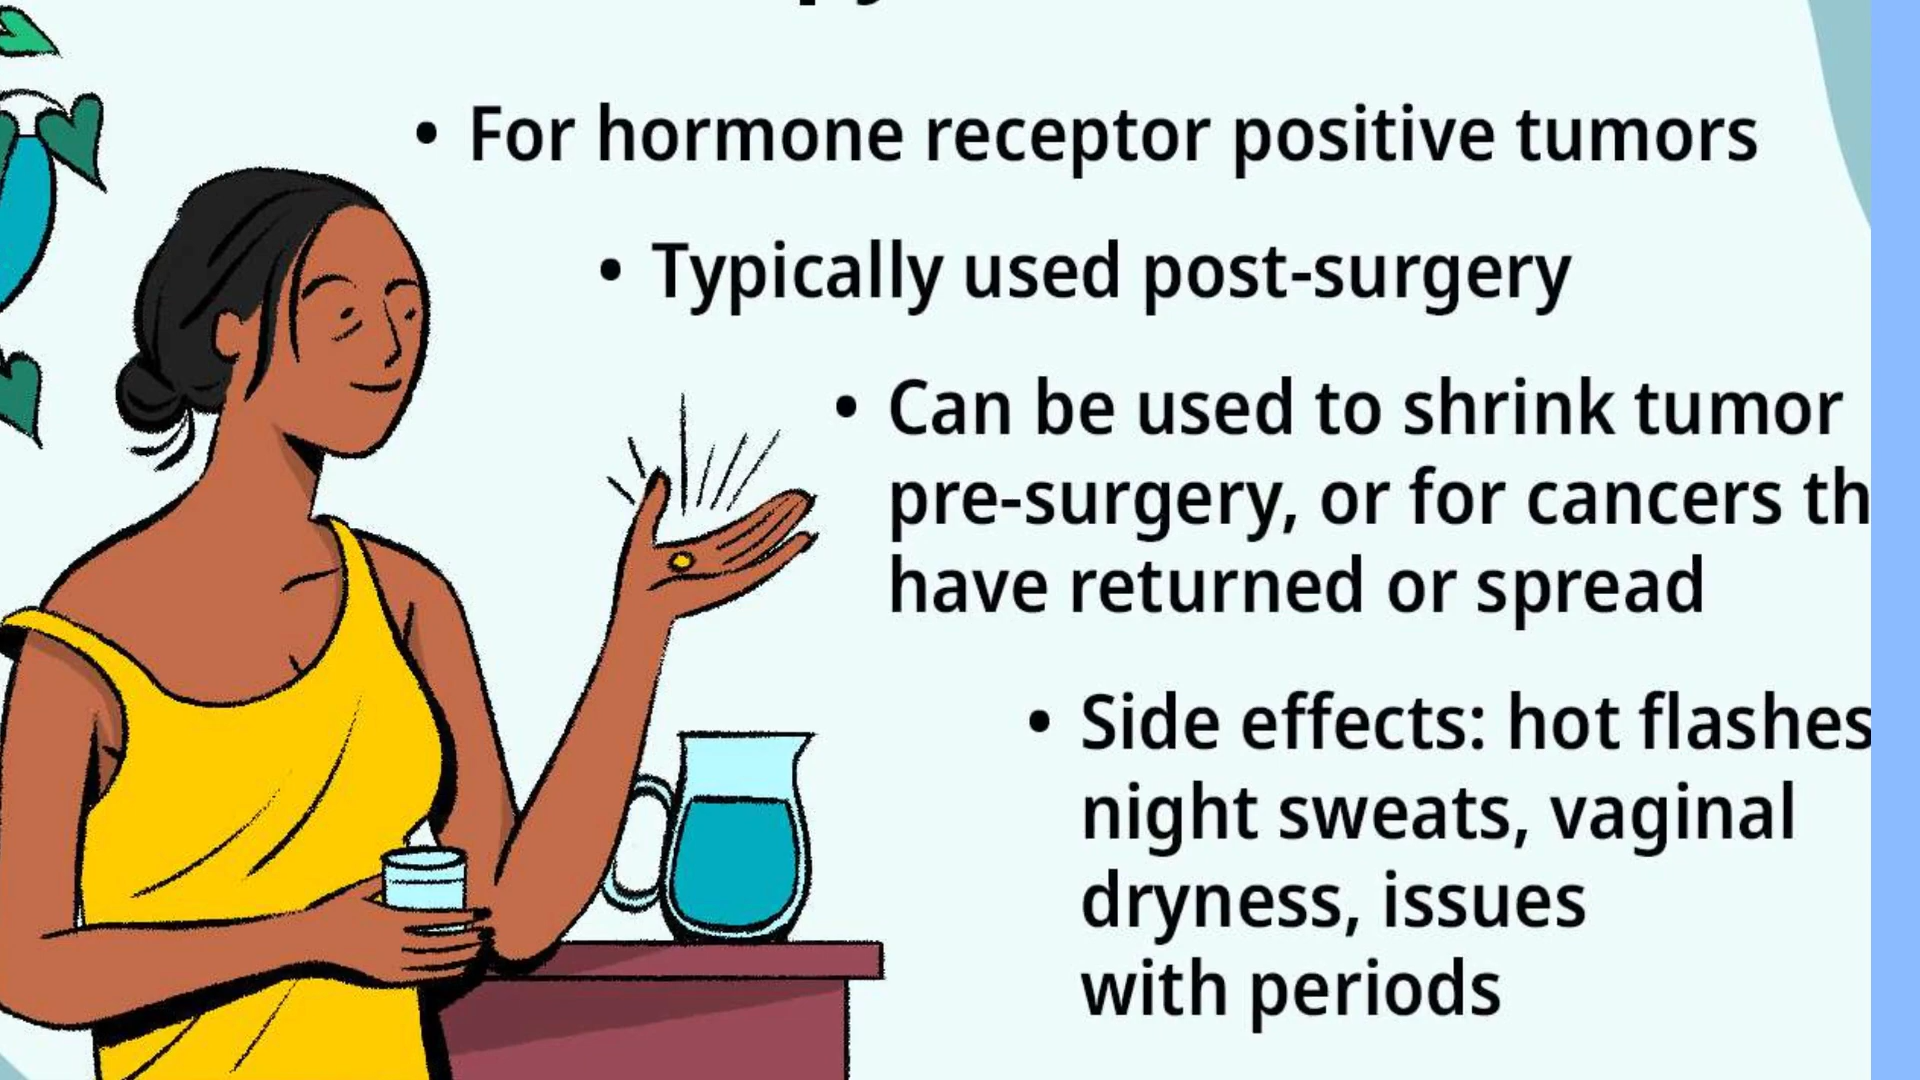 • For hormone receptor positive tumors
• Typically used post-surgery
• Can be used to shrink tumor
pre-surgery, or for cancers th
have returned or spread
• Side effects: hot flashes
night sweats, vaginal
dryness, issues
with periods